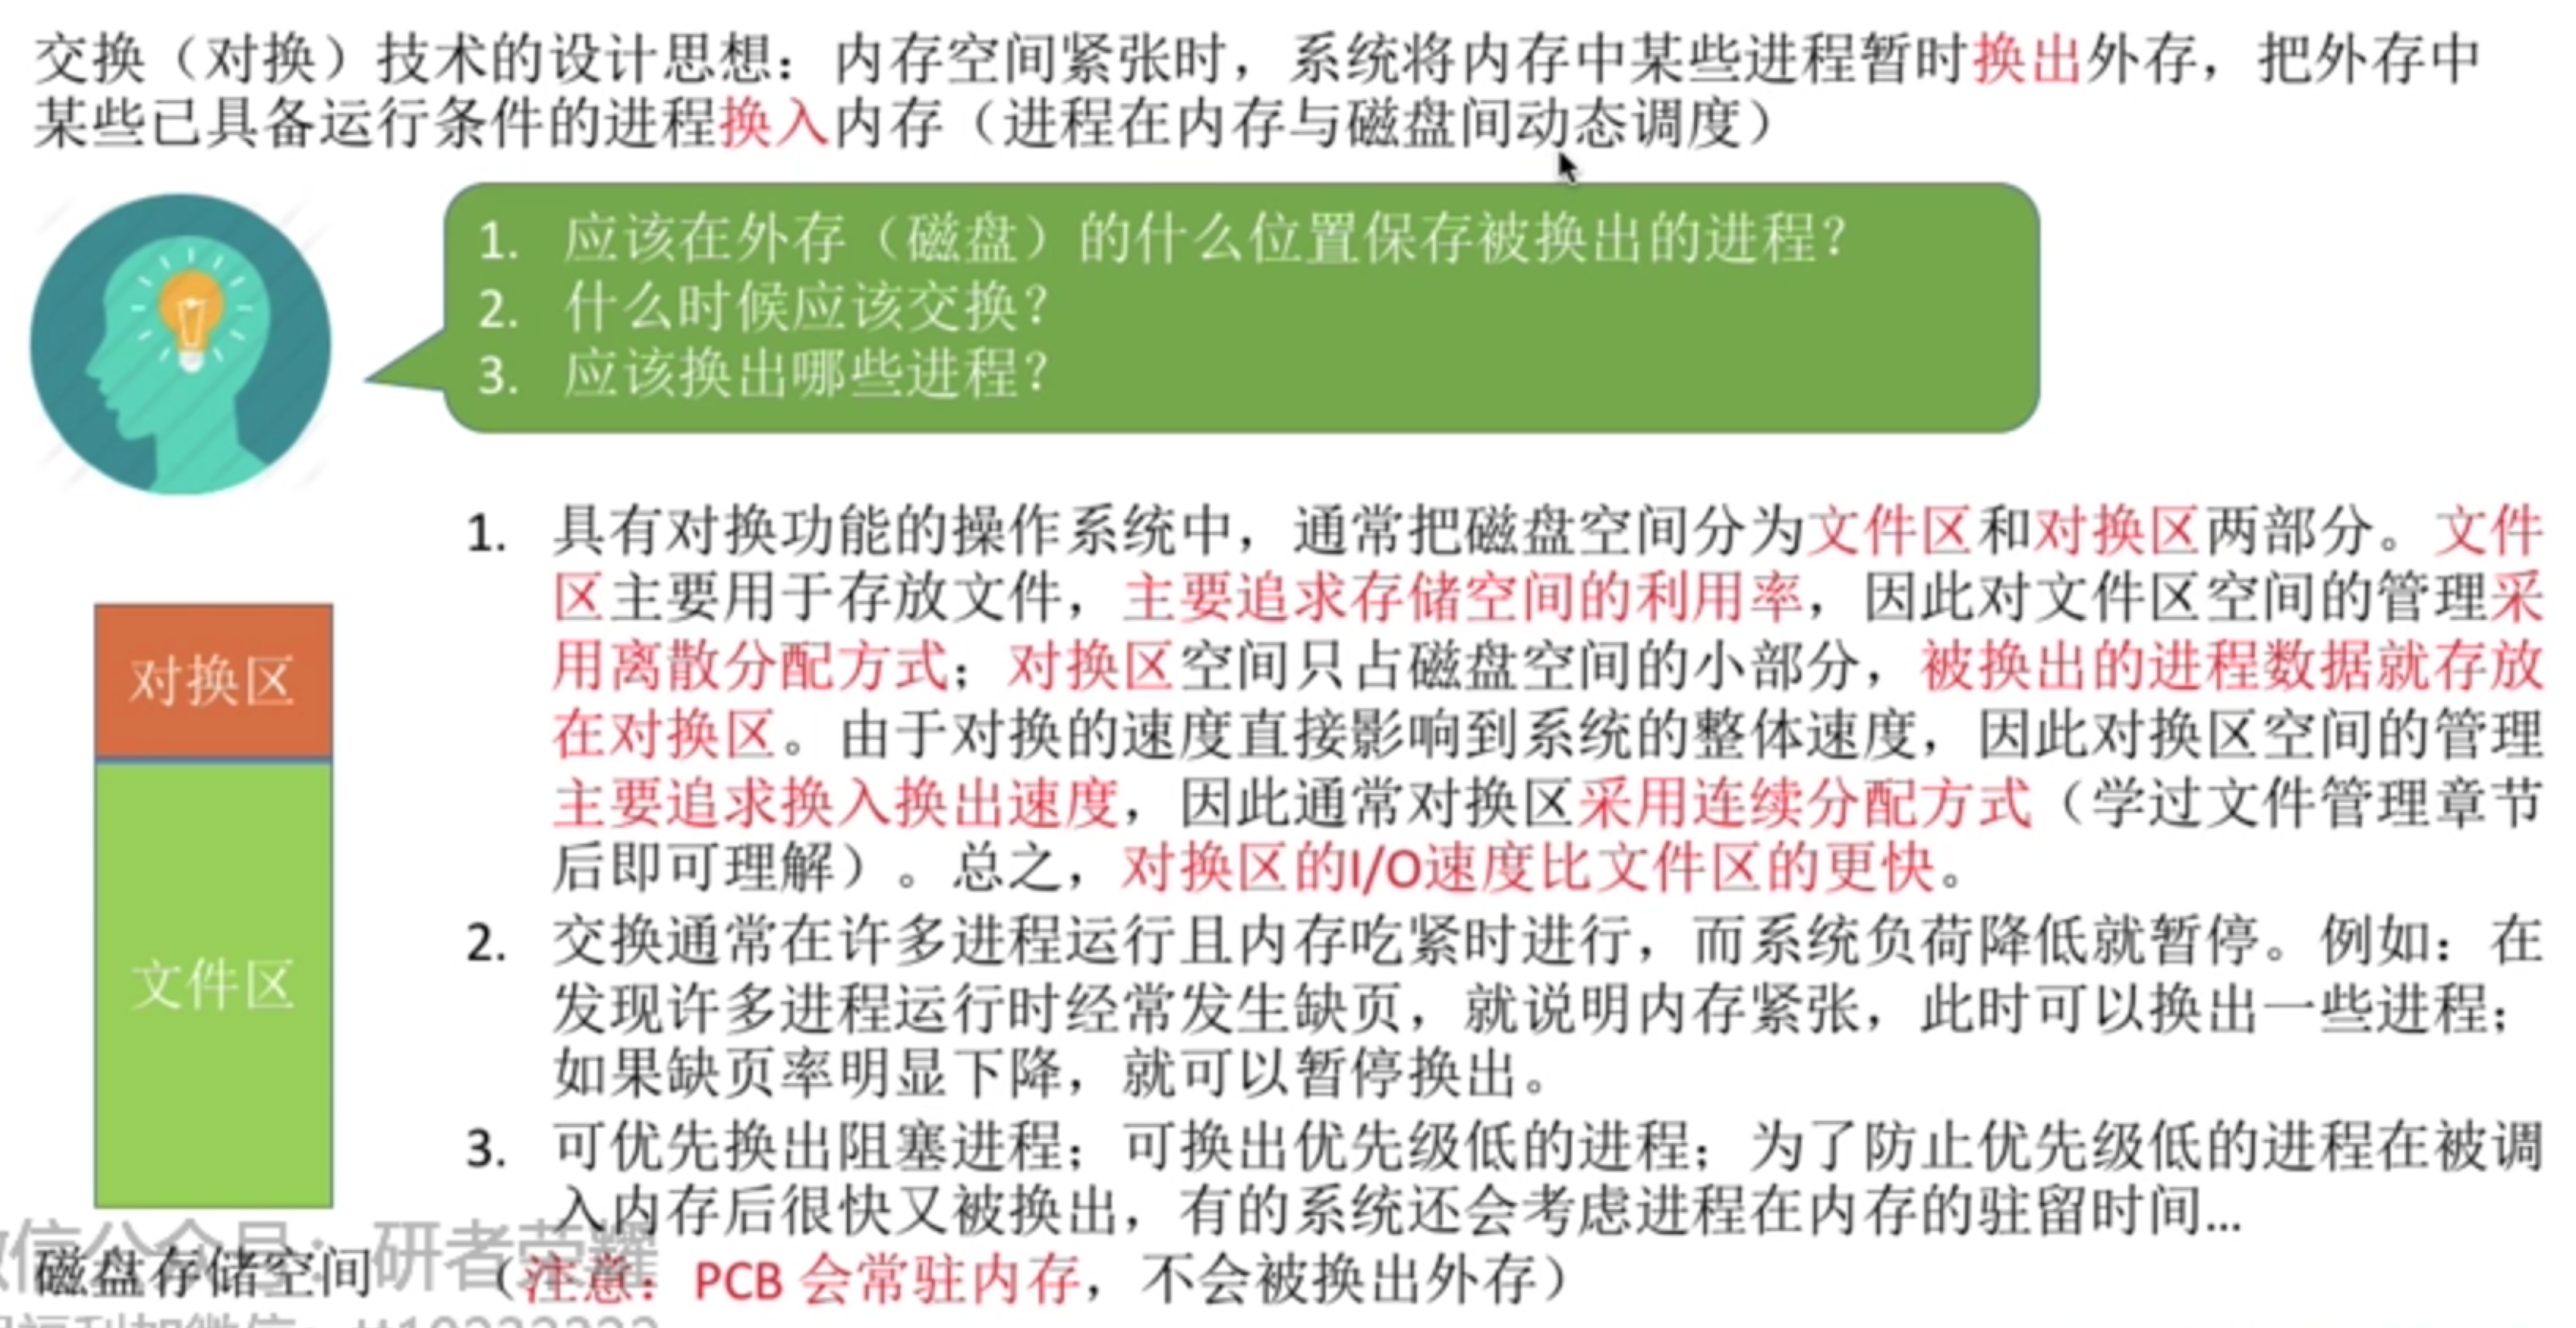 交换（对换）技术的设计思想：内存空间紧张时，系统将内存中某些进程暂时换出外存，把外存中
某些已具备运行条件的进程换入内存（进程在内存与磁盘间动态调度）
1. 应该在外存（磁盘）的什么位置保存被换出的进程？
2. 什么时候应该交换？
3. 应该换出哪些进程？
1. 具有对换功能的操作系统中，通常把磁盘空间分为文件区和对换区两部分。文件
区主要用于存放文件，主要追求存储空间的利用率，因此对文件区空间的管理采
用离散分配方式；对换区空间只占磁盘空间的小部分，被换出的进程数据就存放
在对换区。由于对换的速度直接影响到系统的整体速度，因此对换区空间的管理
主要追求换入换出速度，因此通常对换区采用连续分配方式（学过文件管理章节
后即可理解）。总之，对换区的I/O速度比文件区的更快。
2. 交换通常在许多进程运行且内存吃紧时进行，而系统负荷降低就暂停。例如：在
发现许多进程运行时经常发生缺页，就说明内存紧张，此时可以换出一些进程；
如果缺页率明显下降，就可以暂停换出。
3. 可优先换出阻塞进程；可换出优先级低的进程；为了防止优先级低的进程在被调
入内存后很快又被换出，有的系统还会考虑进程在内存的驻留时间…
（注意：PCB 会常驻内存，不会被换出外存）
对换区
文件区
磁盘存储空间
信公众号：研者荣耀